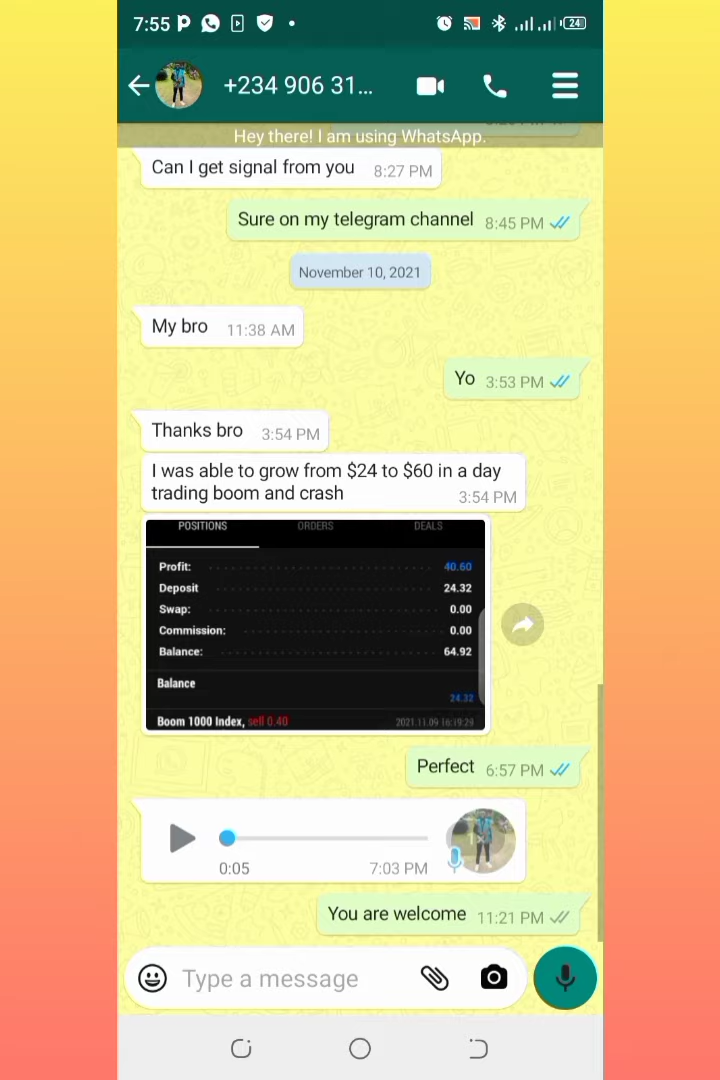 7:55
24
+234 906 31...
Hey there! I am using WhatsApp.
Can I get signal from you 8:27 PM
Sure on my telegram channel 8:45 PM
November 10, 2021
My bro 11:38 AM
Yo 3:53 PM
Thanks bro 3:54 PM
I was able to grow from $24 to $60 in a day
trading boom and crash 3:54 PM
POSITIONS ORDERS DEALS
Profit: 40.60
Deposit 24.32
Swap: 0.00
Commission: 0.00
Balance: 64.92
Balance
24.32
Boom 1000 Index, sell 0.40 2021.11.09 16:19:28
Perfect 6:57 PM
0:05 7:03 PM
You are welcome 11:21 PM
Type a message